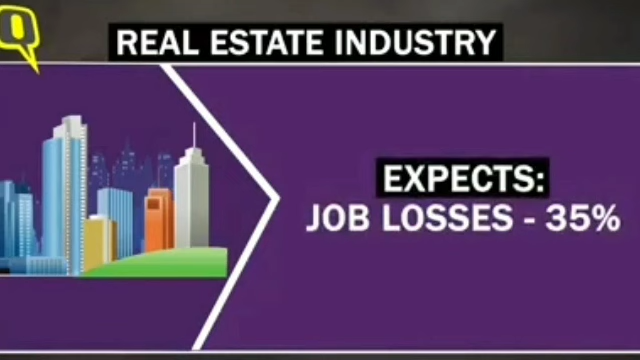 Q
REAL ESTATE INDUSTRY
EXPECTS:
JOB LOSSES - 35%